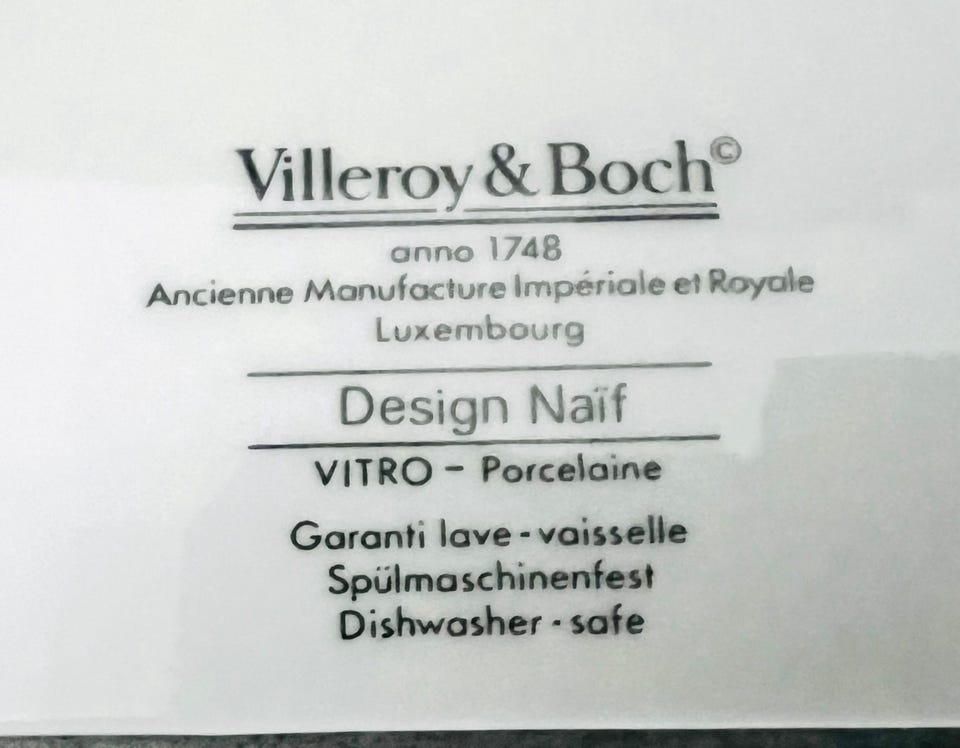 Villeroy & Boch©
anno 1748
Ancienne Manufacture Impériale et Royale
Luxembourg
Design Naïf
VITRO - Porcelaine
Garanti lave-vaisselle
Spülmaschinenfest
Dishwasher-safe